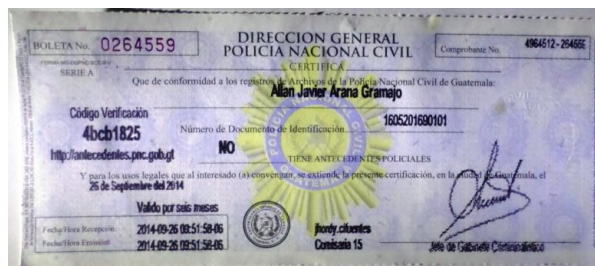 DIRECCION GENERAL
POLICIA NACIONAL CIVIL
BOLETA No. 0264559
Comprobante No.
SERIE A
CERTIFICA
Que de conformidad a los registros de Archivos de la Policía Nacional Civil de Guatemala:
Allan Javier Arana Gramajo
Código Verificación
4bcb1825
Número de Documento de Identificación
1605201690101
http://antecedentes.pnc.gob.gt
NO
TIENE ANTECEDENTES POLICIALES
Y para los usos legales que al interesado (a) convengan, se extiende la presente certificación, en la ciudad de Guatemala, el
26 de Septiembre del 2014
Valido por seis meses
Fecha/Hora Recepción: 2014-09-26 09:51:58-06
Fecha/Hora Emisión: 2014-09-26 09:51:58-06
jhordy.cifuentes
Comisaria 15
Jefe de Gabinete Criminalistico